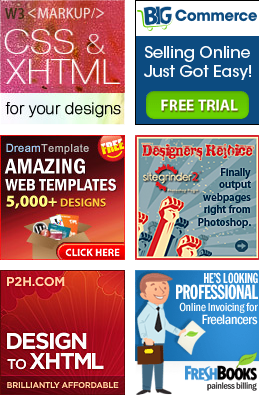 W3 <MARKUP/>
CSS &
XHTML
for your designs
BIG Commerce
Selling Online
Just Got Easy!
FREE TRIAL
DreamTemplate
FREE
AMAZING
WEB TEMPLATES
5,000+ DESIGNS
CLICK HERE
Designers Rejoice
sitegrinder2
Finally
output
webpages
right from
Photoshop.
P2H.COM
DESIGN
TO XHTML
BRILLIANTLY AFFORDABLE
HE'S LOOKING
PROFESSIONAL
Online Invoicing for
Freelancers
FRESHBOOKS
painless billing